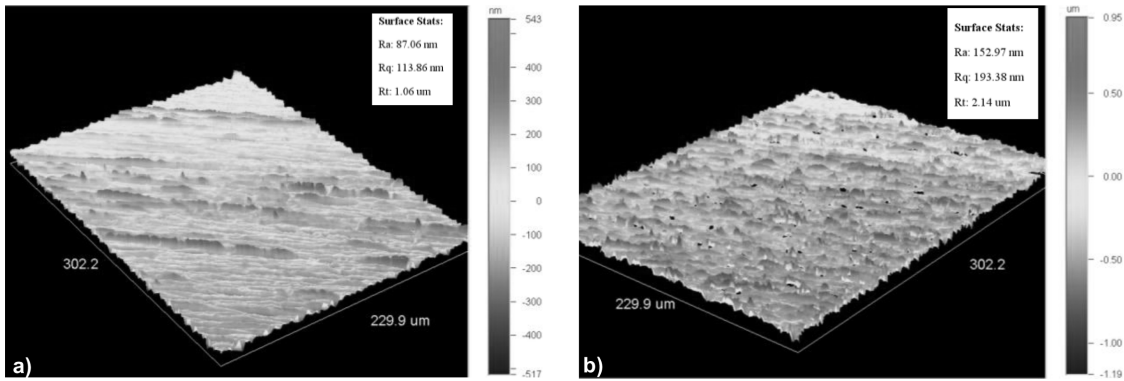 nm
543
400
300
200
100
0
-100
-200
-300
-400
-517
Surface Stats:
Ra: 87.06 nm
Rq: 113.86 nm
Rt: 1.06 um
302.2
229.9 um
a)
um
0.95
0.50
0.00
-0.50
-1.00
-1.19
Surface Stats:
Ra: 152.97 nm
Rq: 193.38 nm
Rt: 2.14 um
229.9 um
302.2
b)